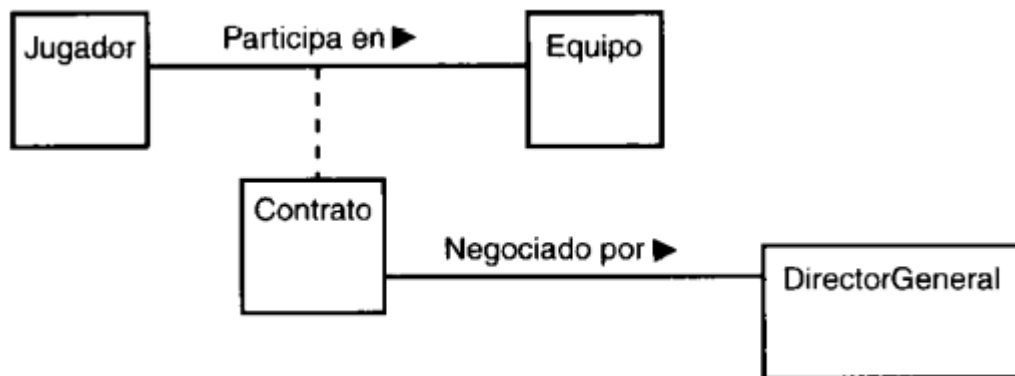 Jugador
Participa en ▶
Equipo
Contrato
Negociado por ▶
DirectorGeneral